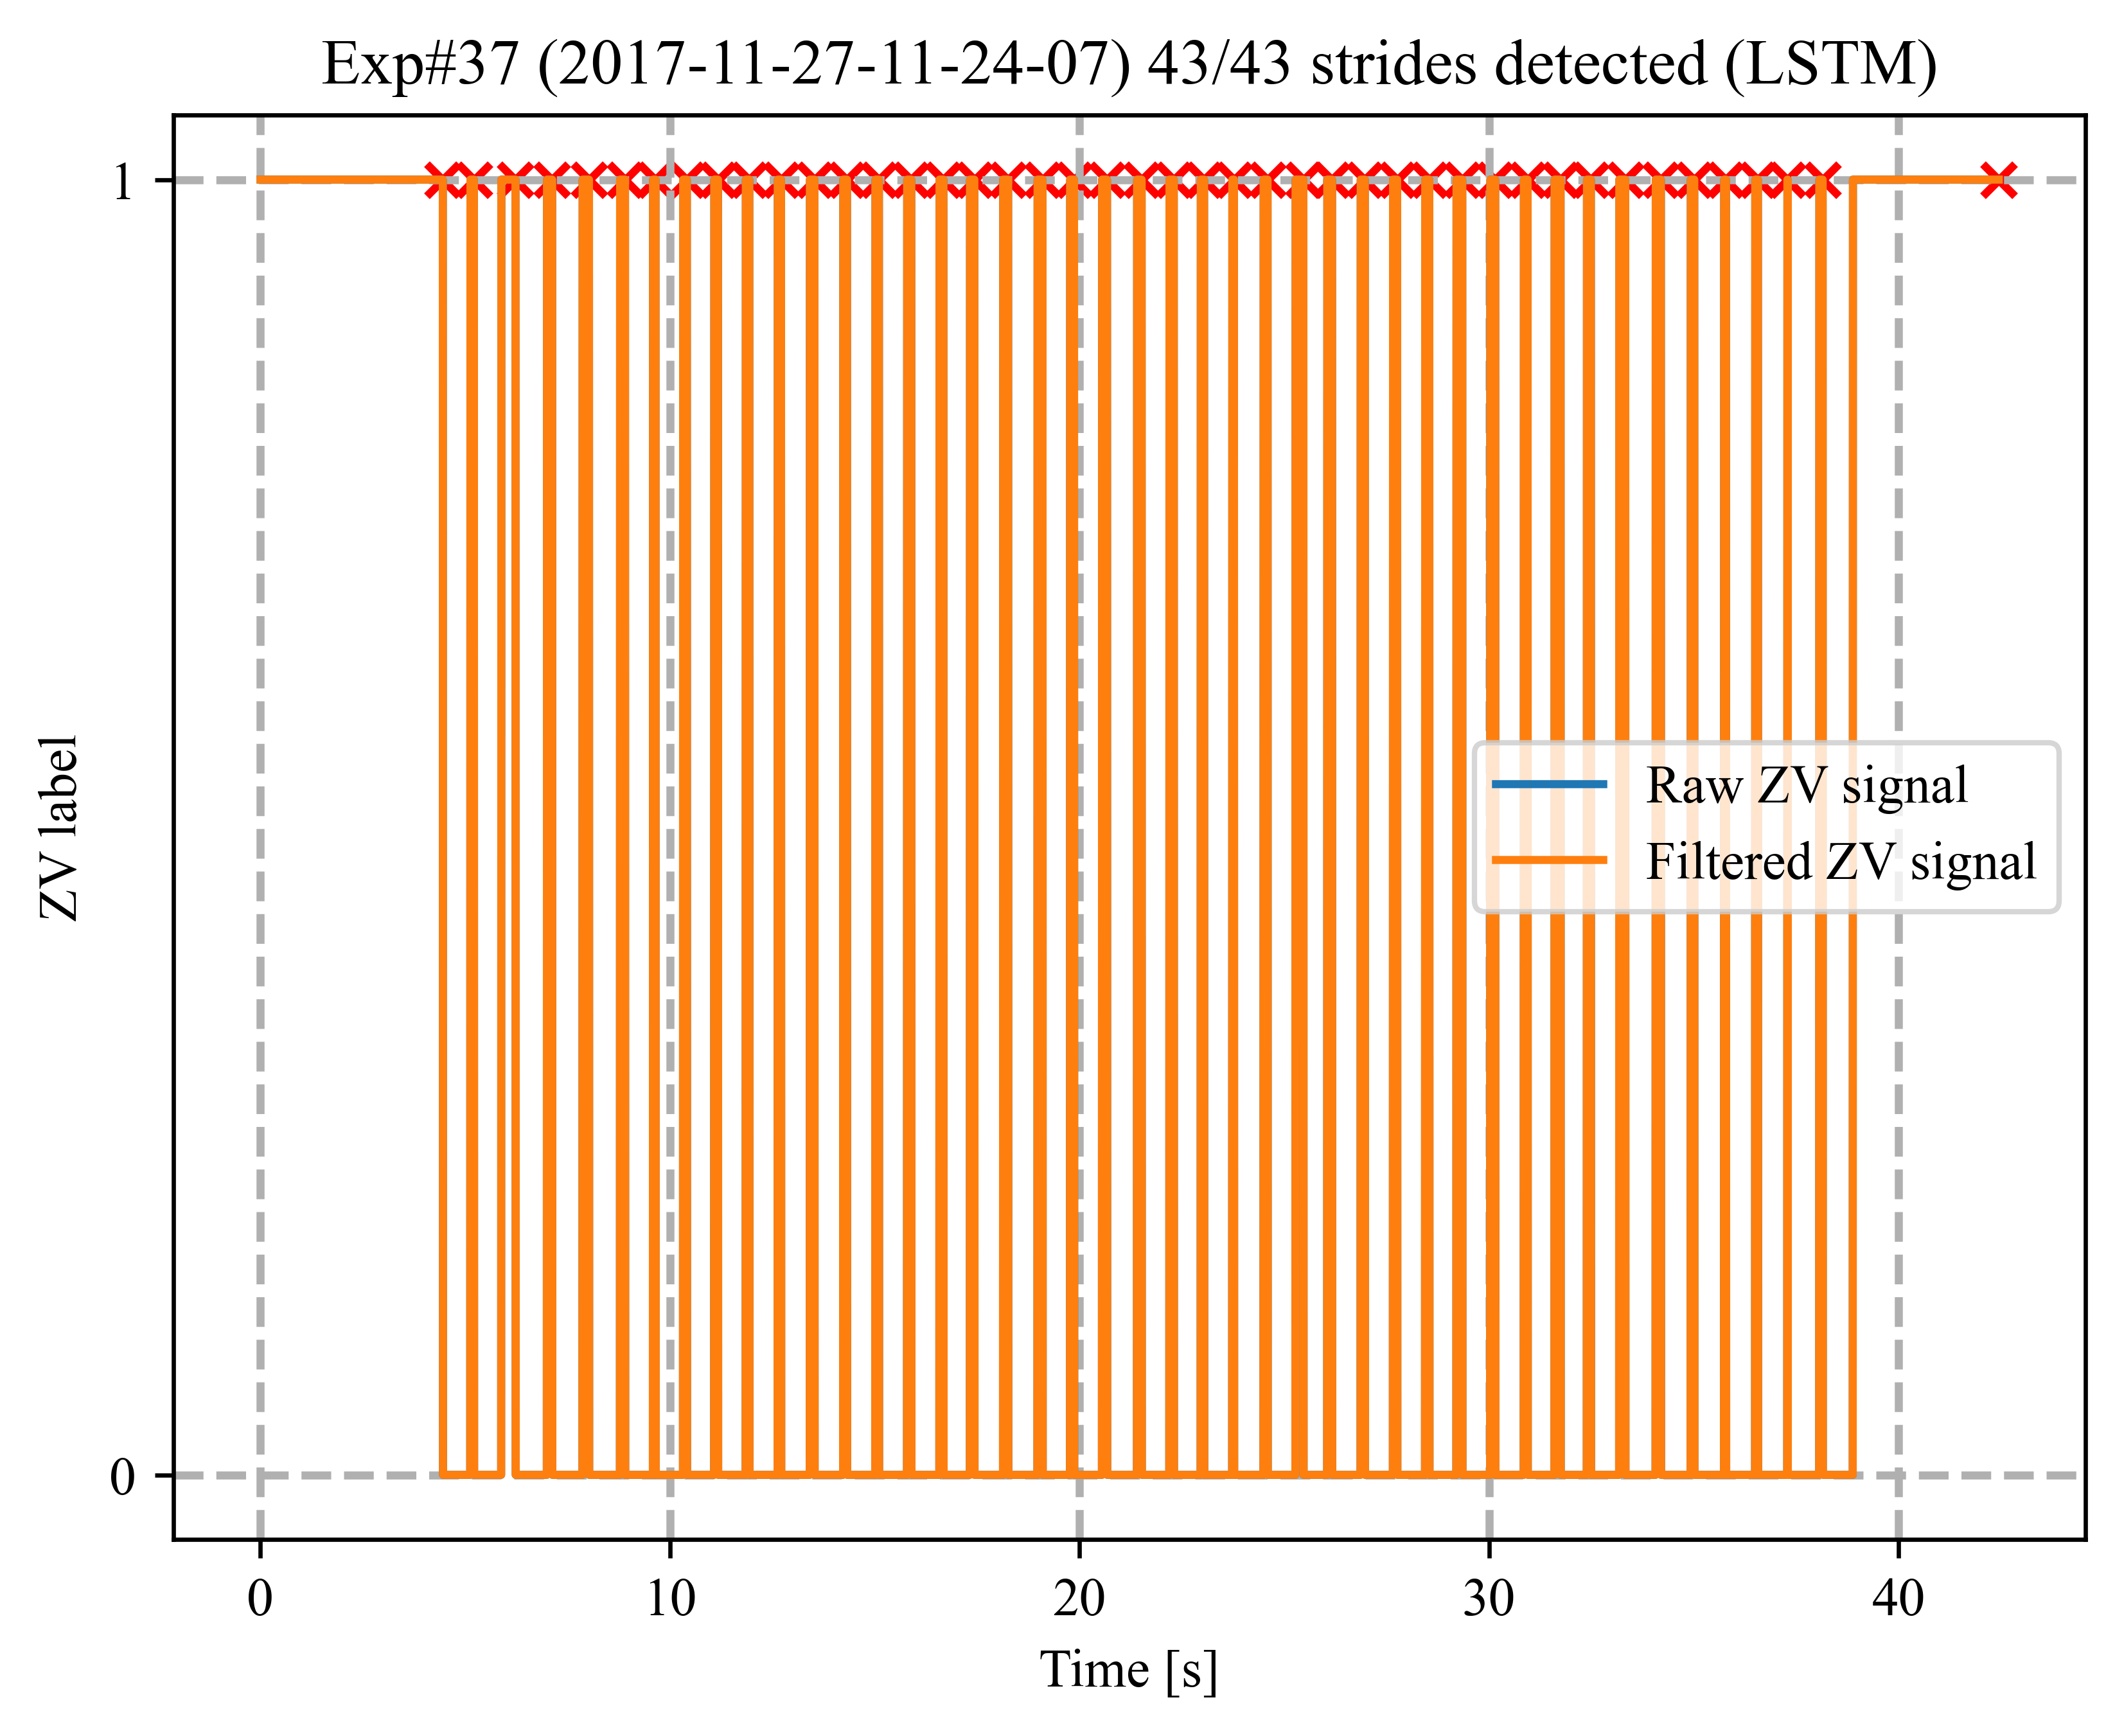 Exp#37 (2017-11-27-11-24-07) 43/43 strides detected (LSTM)
1
ZV label
Raw ZV signal
Filtered ZV signal
0
0 10 20 30 40
Time [s]